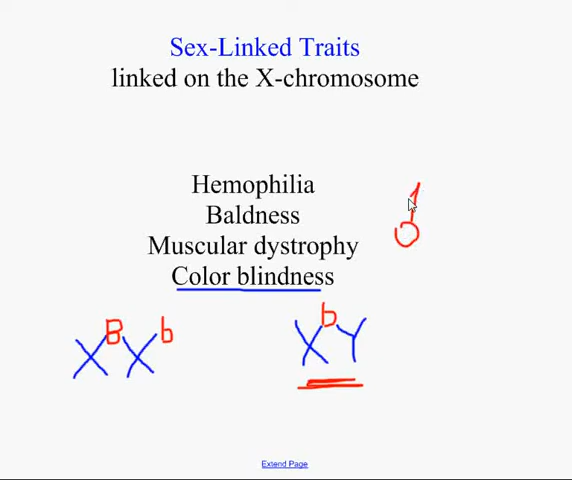 Sex-Linked Traits
linked on the X-chromosome
Hemophilia
Baldness
Muscular dystrophy
Color blindness
XᴮXᵇ XᵇY
Extend Page